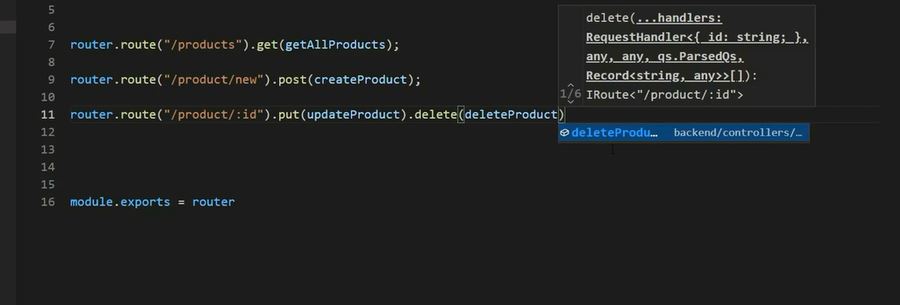 5
6
7 router.route("/products").get(getAllProducts);
8
9 router.route("/product/new").post(createProduct);
10
11 router.route("/product/:id").put(updateProduct).delete(deleteProduct)
12
13
14
15
16 module.exports = router
delete(...handlers:
RequestHandler<{ id: string; },
any, any, qs.ParsedQs,
Record<string, any>>[]):
1/6 IRoute<"/product/:id">
deleteProdu… backend/controllers/…